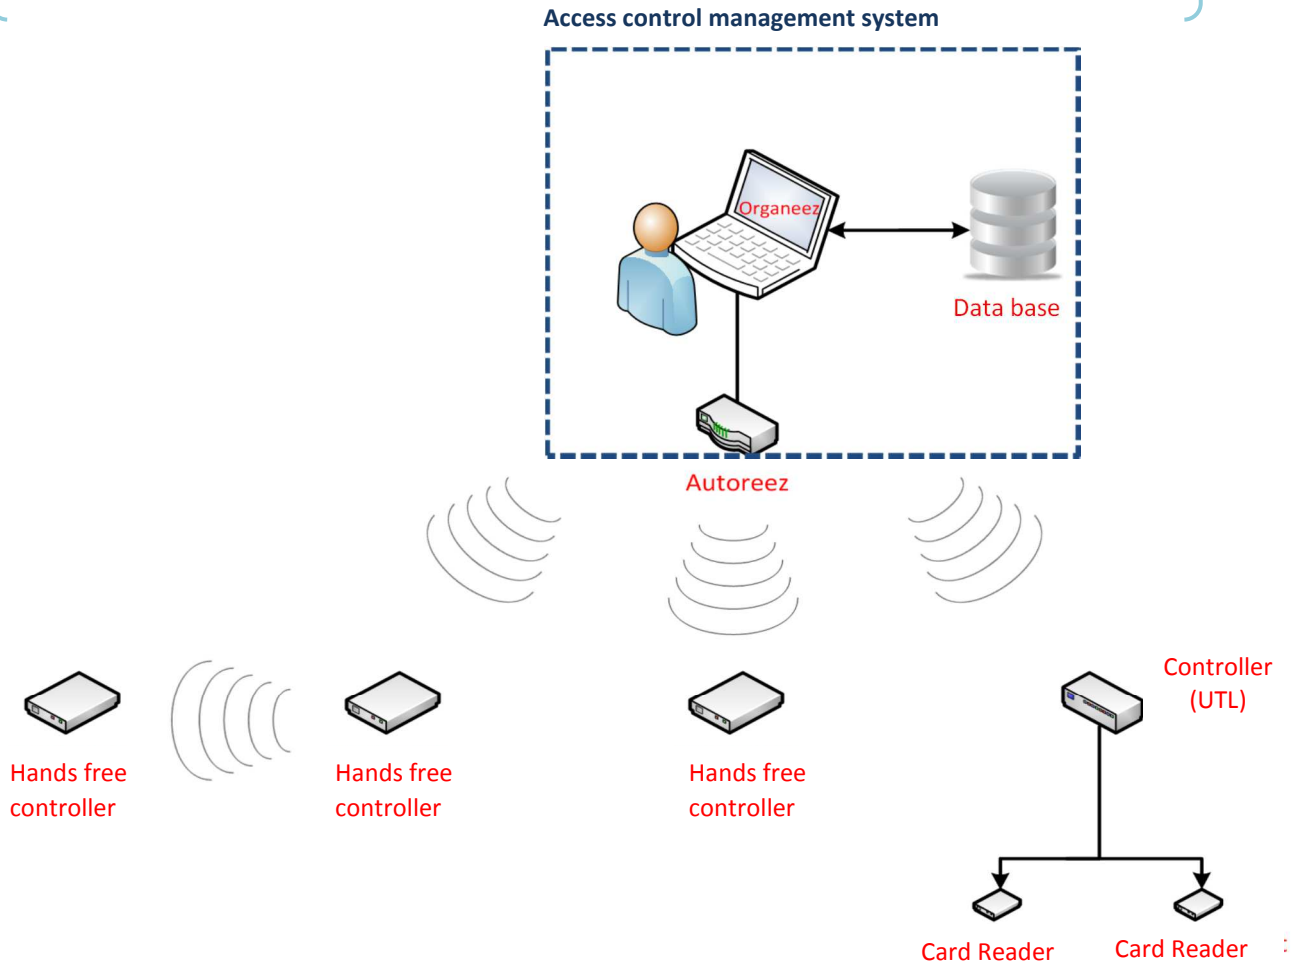 Access control management system
Organeez
Data base
Autoreez
Controller
(UTL)
Hands free
controller
Hands free
controller
Hands free
controller
Card Reader
Card Reader